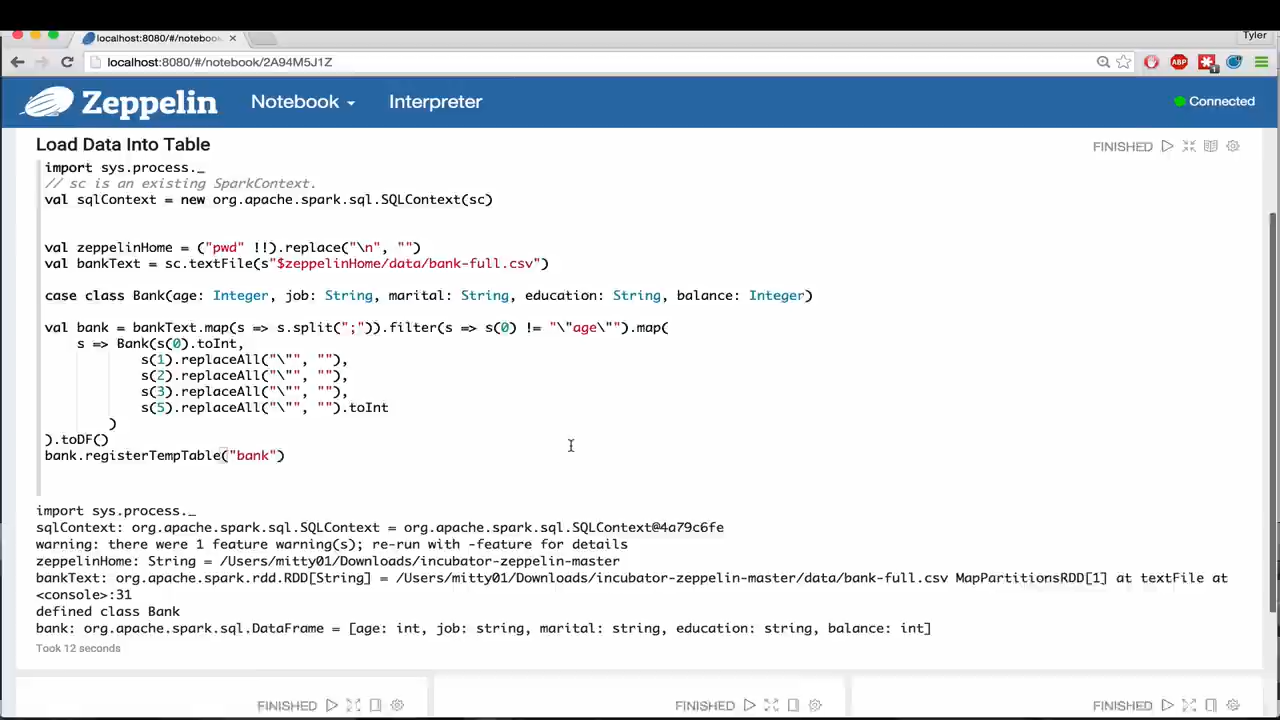 Tyler
localhost:8080/#/notebook
localhost:8080/#/notebook/2A94M5J1Z
ABP
1
Zeppelin Notebook Interpreter Connected
Load Data Into Table
FINISHED
import sys.process._
// sc is an existing SparkContext.
val sqlContext = new org.apache.spark.sql.SQLContext(sc)
val zeppelinHome = ("pwd" !!).replace("\n", "")
val bankText = sc.textFile(s"$zeppelinHome/data/bank-full.csv")
case class Bank(age: Integer, job: String, marital: String, education: String, balance: Integer)
val bank = bankText.map(s => s.split(";")).filter(s => s(0) != "\"age\"").map(
s => Bank(s(0).toInt,
s(1).replaceAll("\"", ""),
s(2).replaceAll("\"", ""),
s(3).replaceAll("\"", ""),
s(5).replaceAll("\"", "").toInt
)
).toDF()
bank.registerTempTable("bank")
import sys.process._
sqlContext: org.apache.spark.sql.SQLContext = org.apache.spark.sql.SQLContext@4a79c6fe
warning: there were 1 feature warning(s); re-run with -feature for details
zeppelinHome: String = /Users/mitty01/Downloads/incubator-zeppelin-master
bankText: org.apache.spark.rdd.RDD[String] = /Users/mitty01/Downloads/incubator-zeppelin-master/data/bank-full.csv MapPartitionsRDD[1] at textFile at
<console>:31
defined class Bank
bank: org.apache.spark.sql.DataFrame = [age: int, job: string, marital: string, education: string, balance: int]
Took 12 seconds
FINISHED FINISHED FINISHED